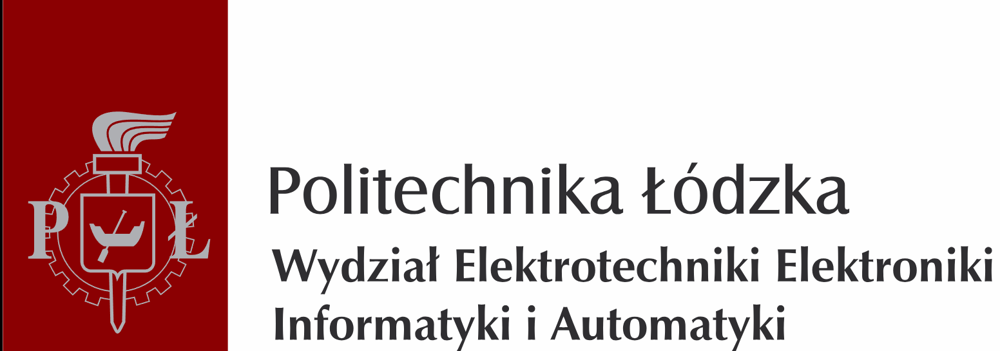 P Ł
Politechnika Łódzka
Wydział Elektrotechniki Elektroniki
Informatyki i Automatyki